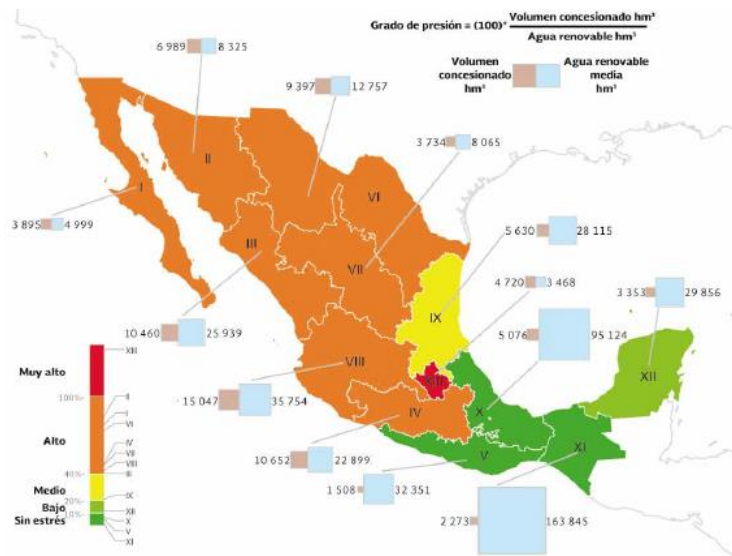 Grado de presión = (100)* Volumen concesionado hm³
Agua renovable hm³
Volumen concesionado hm³
Agua renovable media hm³
6 989 8 325
9 397 12 757
3 734 8 065
3 895 4 999
5 630 28 115
4 720 3 468
3 353 29 856
5 076 95 124
10 460 25 939
15 047 35 754
10 652 22 899
1 508 32 351
2 273 163 845
I
II
III
VI
VII
VIII
IX
XIII
IV
X
V
XI
XII
Muy alto
XIII
100%
Alto
II
I
VI
IV
VII
VIII
III
40%
Medio
IX
20%
Bajo
XII
10%
Sin estrés
X
V
XI